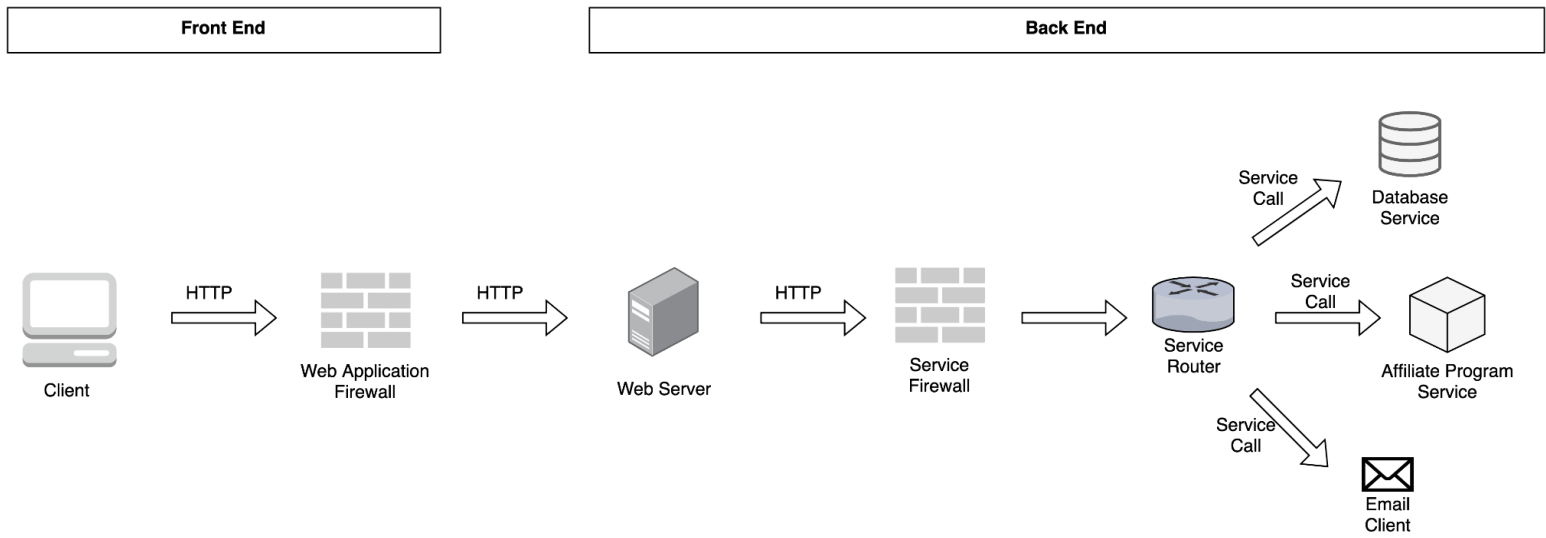 Front End
Back End
Service
Call
Database
Service
HTTP
HTTP
HTTP
Service
Call
Client
Web Application
Firewall
Web Server
Service
Firewall
Service
Router
Affiliate Program
Service
Service
Call
Email
Client